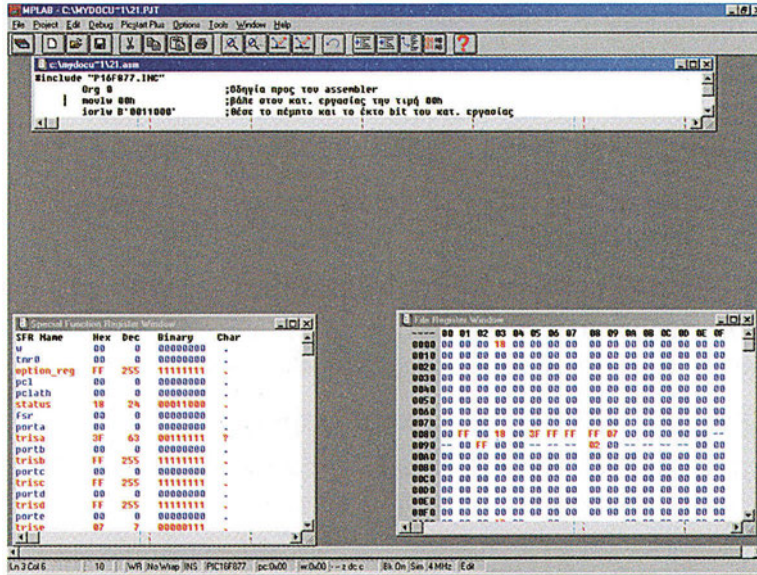 MPLAB - C:\MYDOCU~1\21.PJT
File Project Edit Debug Picstart Plus Options Tools Window Help
c:\mydocu~1\21.asm
#include "P16F877.INC"
Org 0 ;Οδηγία προς τον assembler
movlw 00h ;βάλε στον κατ. εργασίας την τιμή 00h
iorlw B'0011000' ;θέσε το πέμπτο και το έκτο bit του κατ. εργασίας
Special Function Register Window
SFR Name Hex Dec Binary Char
w 00 0 00000000 .
tmr0 00 0 00000000 .
option_reg FF 255 11111111 .
pcl 00 0 00000000 .
pclath 00 0 00000000 .
status 18 24 00011000 .
fsr 00 0 00000000 .
porta 00 0 00000000 .
trisa 3F 63 00111111 ?
portb 00 0 00000000 .
trisb FF 255 11111111 .
portc 00 0 00000000 .
trisc FF 255 11111111 .
portd 00 0 00000000 .
trisd FF 255 11111111 .
porte 00 0 00000000 .
trise 07 7 00000111 .
File Register Window
---- 00 01 02 03 04 05 06 07 08 09 0A 0B 0C 0D 0E 0F
0000 00 00 00 18 00 00 00 00 00 00 00 00 00 00 00 00
0010 00 00 00 00 00 00 00 00 00 00 00 00 00 00 00 00
0020 00 00 00 00 00 00 00 00 00 00 00 00 00 00 00 00
0030 00 00 00 00 00 00 00 00 00 00 00 00 00 00 00 00
0040 00 00 00 00 00 00 00 00 00 00 00 00 00 00 00 00
0050 00 00 00 00 00 00 00 00 00 00 00 00 00 00 00 00
0060 00 00 00 00 00 00 00 00 00 00 00 00 00 00 00 00
0070 00 00 00 00 00 00 00 00 00 00 00 00 00 00 00 00
0080 00 FF 00 18 00 3F FF FF FF 07 00 00 00 00 00 --
0090 -- 00 FF 00 00 -- -- -- 02 00 -- -- -- -- 00 00
00A0 00 00 00 00 00 00 00 00 00 00 00 00 00 00 00 00
00B0 00 00 00 00 00 00 00 00 00 00 00 00 00 00 00 00
00C0 00 00 00 00 00 00 00 00 00 00 00 00 00 00 00 00
00D0 00 00 00 00 00 00 00 00 00 00 00 00 00 00 00 00
00E0 00 00 00 00 00 00 00 00 00 00 00 00 00 00 00 00
00F0 00 00 00 00 00 00 00 00 00 00 00 00 00 00 00 00
Ln 3 Col 6 10 WR No Wrap INS PIC16F877 pc:0x00 w:0x00 - - z dc c Bk On Sim 4 MHz Edit